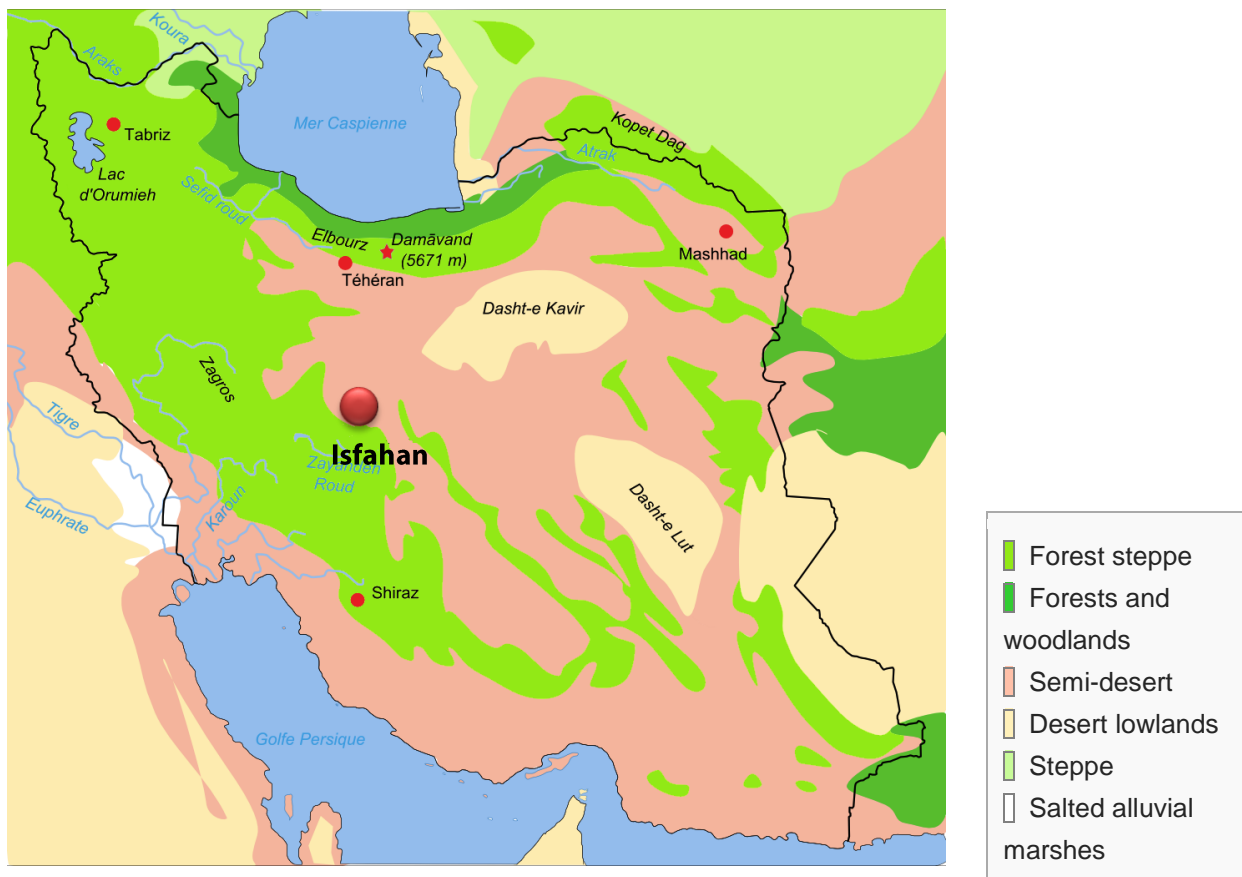 Koura
Araks
Mer Caspienne
Kopet Dag
Tabriz
Atrak
Lac
d'Orumieh
Sefid roud
Elbourz
Damāvand
(5671 m)
Mashhad
Téhéran
Dasht-e Kavir
Zagros
Tigre
Isfahan
Zayanden
Roud
Karoun
Euphrate
Dasht-e Lut
Shiraz
Golfe Persique
Forest steppe
Forests and
woodlands
Semi-desert
Desert lowlands
Steppe
Salted alluvial
marshes